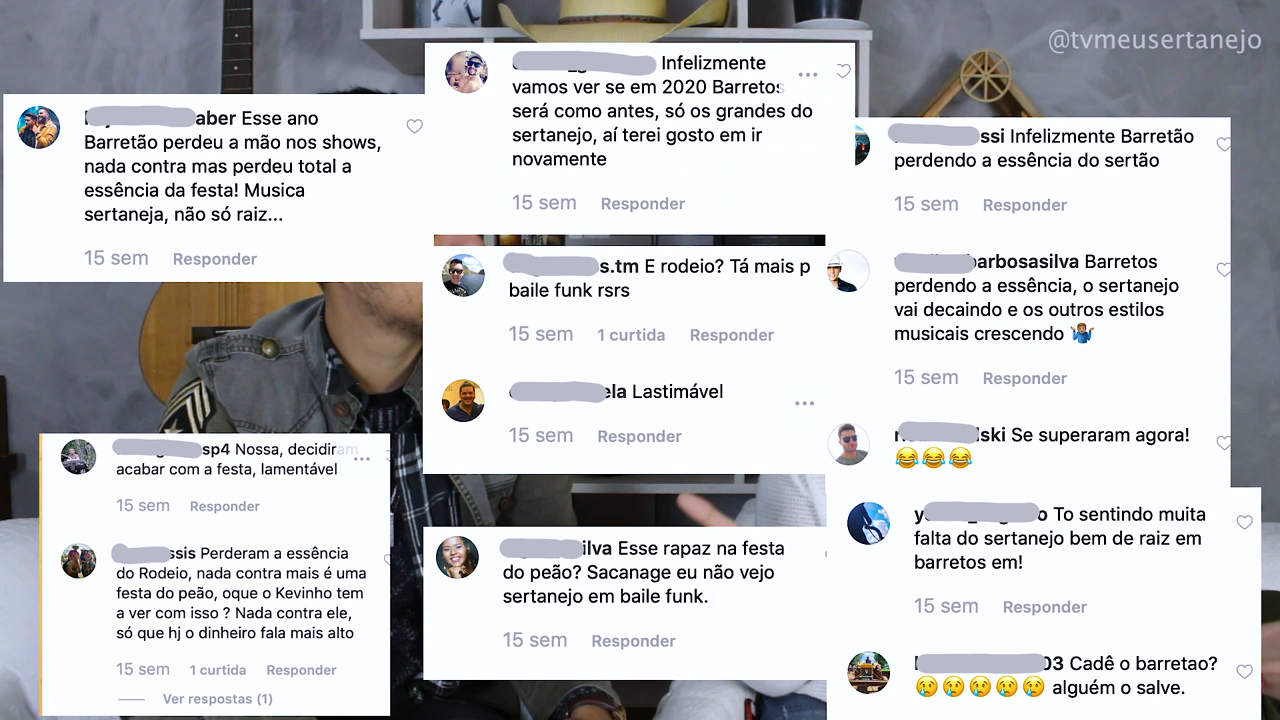 @tvmeusertanejo
aber Esse ano
Barretão perdeu a mão nos shows,
nada contra mas perdeu total a
essência da festa! Musica
sertaneja, não só raiz...
15 sem Responder
Infelizmente
vamos ver se em 2020 Barretos
será como antes, só os grandes do
sertanejo, aí terei gosto em ir
novamente
15 sem Responder
s.tm E rodeio? Tá mais p
baile funk rsrs
15 sem 1 curtida Responder
ela Lastimável
15 sem Responder
ssi Infelizmente Barretão
perdendo a essência do sertão
15 sem Responder
arbosasilva Barretos
perdendo a essência, o sertanejo
vai decaindo e os outros estilos
musicais crescendo 🤷🏽‍♂️
15 sem Responder
lski Se superaram agora!
😂😂😂
sp4 Nossa, decidiram
acabar com a festa, lamentável
15 sem Responder
ssis Perderam a essência
do Rodeio, nada contra mais é uma
festa do peão, oque o Kevinho tem
a ver com isso ? Nada contra ele,
só que hj o dinheiro fala mais alto
15 sem 1 curtida Responder
Ver respostas (1)
ilva Esse rapaz na festa
do peão? Sacanage eu não vejo
sertanejo em baile funk.
15 sem Responder
o To sentindo muita
falta do sertanejo bem de raiz em
barretos em!
15 sem Responder
03 Cadê o barretao?
😢😢😢😢😢 alguém o salve.